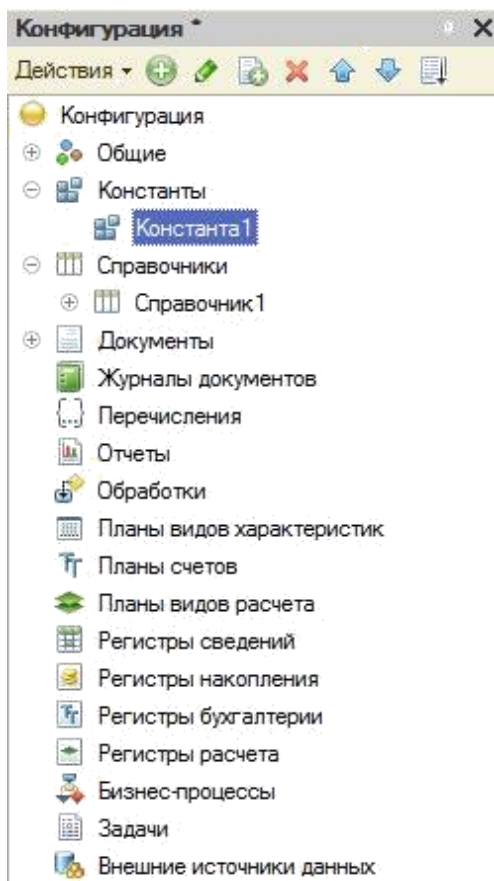 Конфигурация *
Действия
Конфигурация
Общие
Константы
Константа1
Справочники
Справочник1
Документы
Журналы документов
Перечисления
Отчеты
Обработки
Планы видов характеристик
Планы счетов
Планы видов расчета
Регистры сведений
Регистры накопления
Регистры бухгалтерии
Регистры расчета
Бизнес-процессы
Задачи
Внешние источники данных